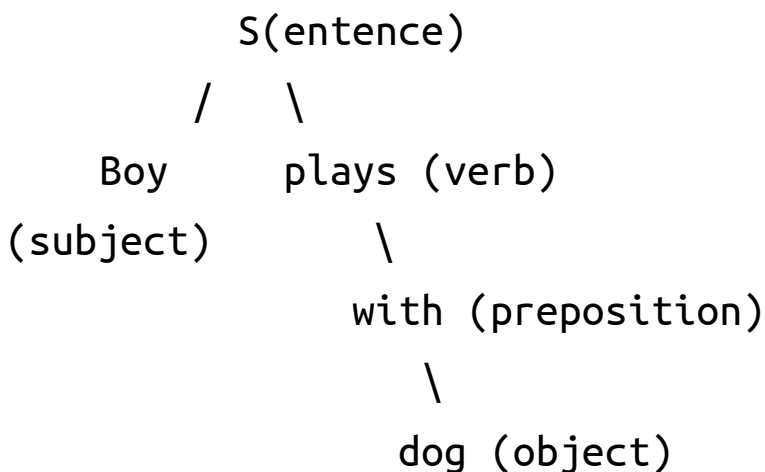 S(entence)
/ \
Boy plays (verb)
(subject) \
with (preposition)
\
dog (object)